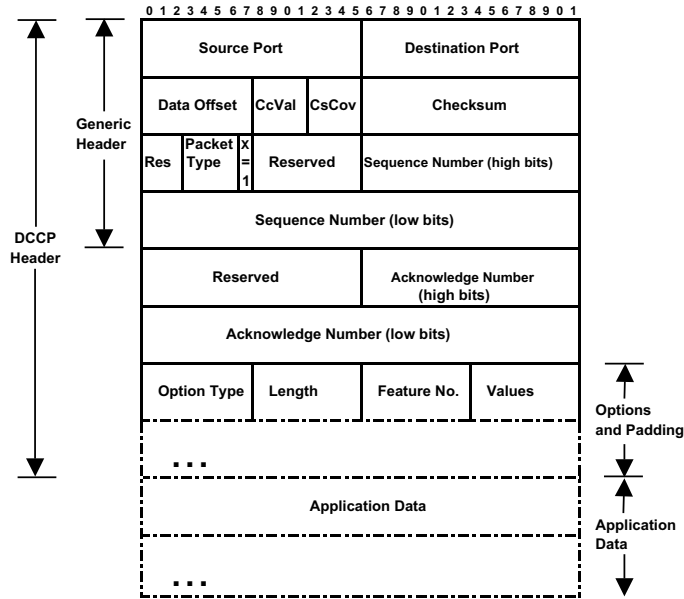 0 1 2 3 4 5 6 7 8 9 0 1 2 3 4 5 6 7 8 9 0 1 2 3 4 5 6 7 8 9 0 1
Source Port Destination Port
Data Offset CcVal CsCov Checksum
Generic
Header
Res Packet
Type x
=
1 Reserved Sequence Number (high bits)
Sequence Number (low bits)
DCCP
Header
Reserved Acknowledge Number
(high bits)
Acknowledge Number (low bits)
Option Type Length Feature No. Values
Options
and Padding
...
Application Data
Application
Data
...